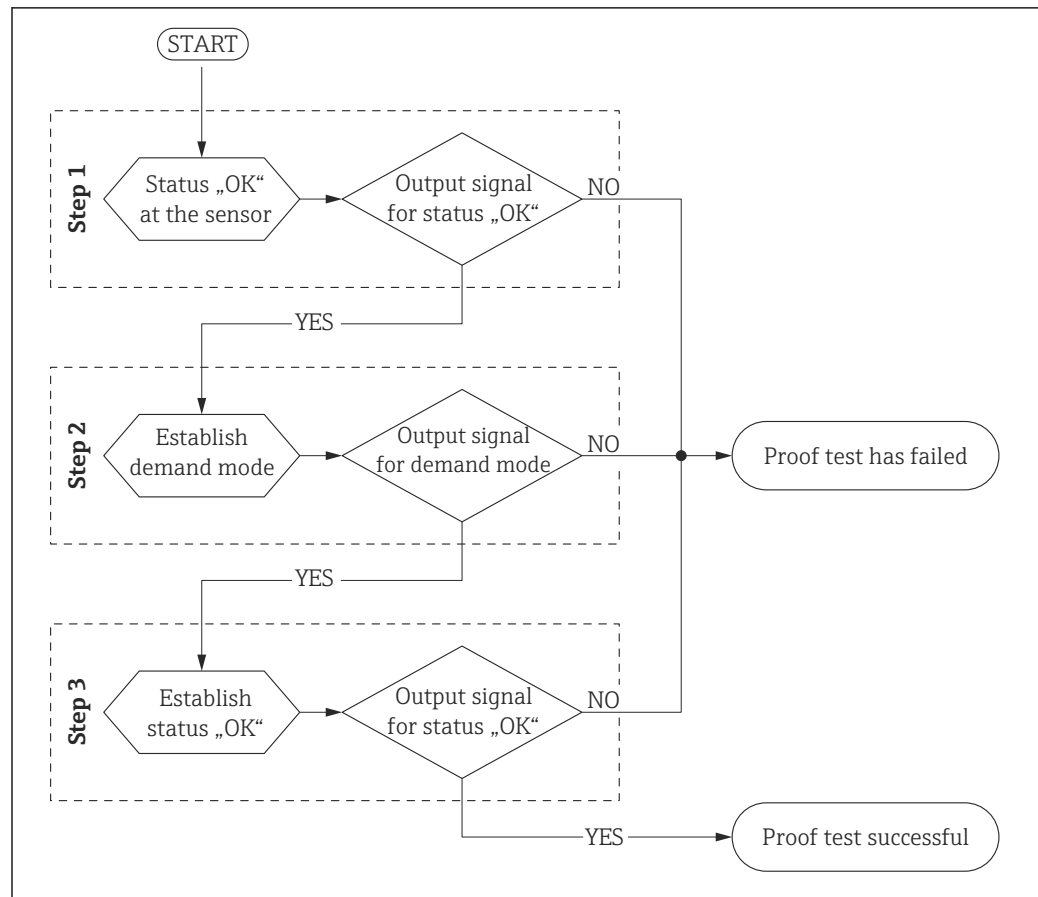 START
Step 1
Status „OK“
at the sensor
Output signal
for status „OK“
NO
YES
Step 2
Establish
demand mode
Output signal
for demand mode
NO
Proof test has failed
YES
Step 3
Establish
status „OK“
Output signal
for status „OK“
NO
YES
Proof test successful